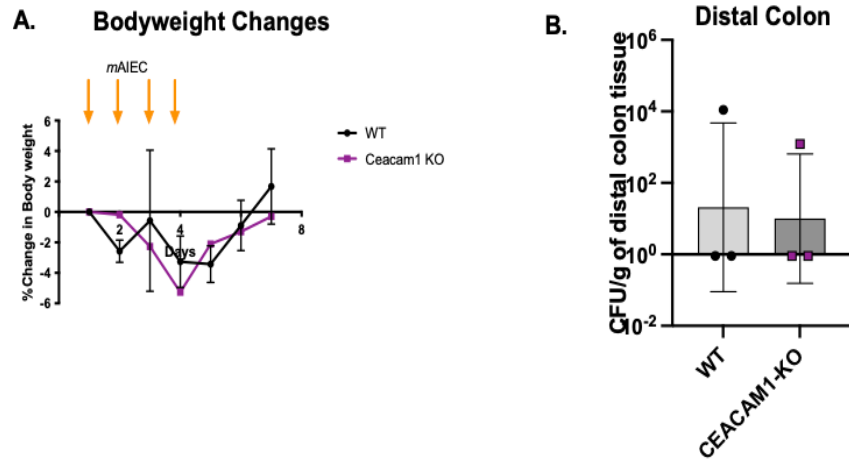 A.
Bodyweight Changes
mAIEC
WT
Ceacam1 KO
%Change in Body weight
6
4
2
0
-2
-4
-6
2
4
8
Days
B.
Distal Colon
CFU/g of distal colon tissue
10^6
10^4
10^2
10^0
10^-2
WT
CEACAM1-KO